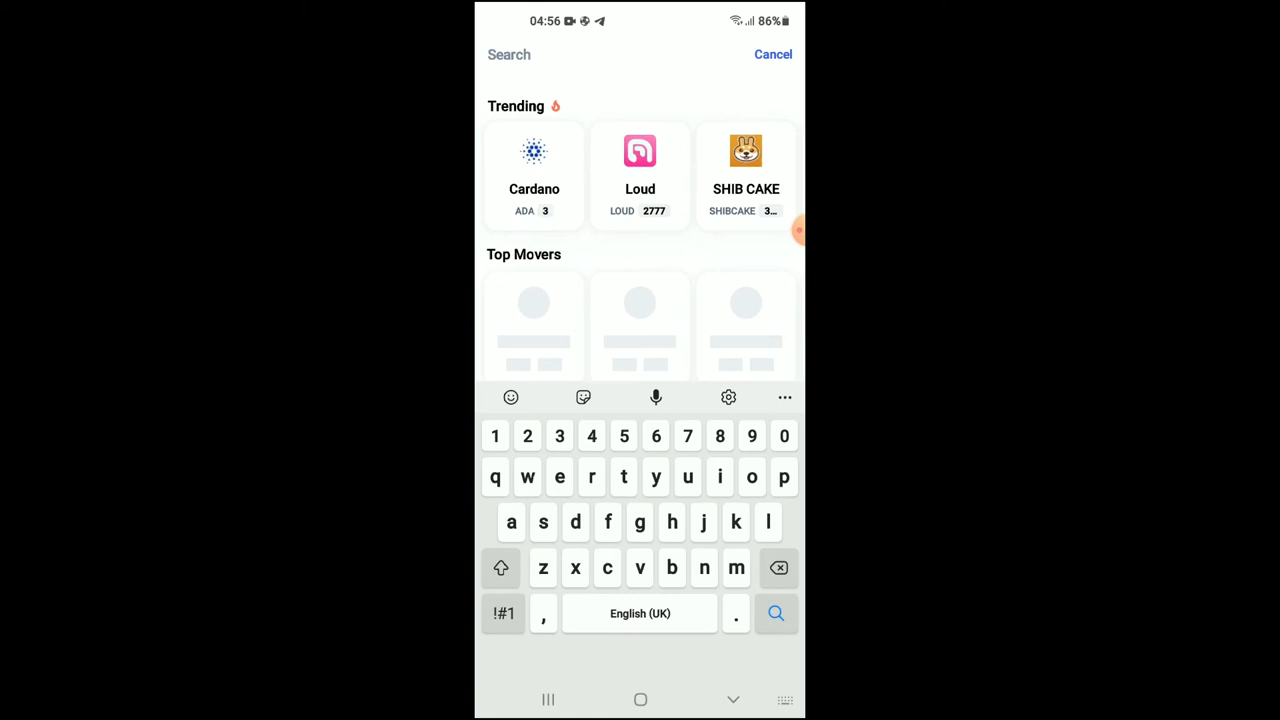 04:56 86%
Search Cancel
Trending
Cardano Loud SHIB CAKE
ADA 3 LOUD 2777 SHIBCAKE 3...
Top Movers
1 2 3 4 5 6 7 8 9 0
q w e r t y u i o p
a s d f g h j k l
z x c v b n m
!#1 , English (UK) .